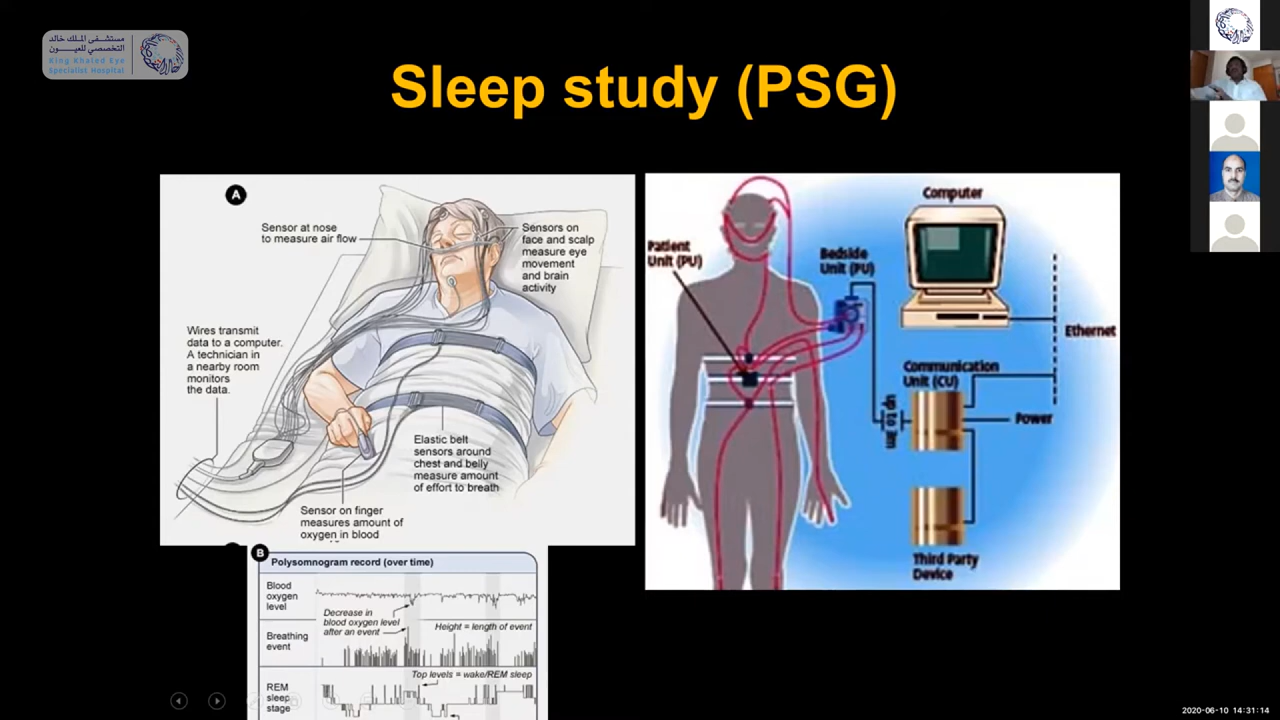 مستشفى الملك خالد
التخصصي للعيـــــون
King Khaled Eye
Specialist Hospital
Sleep study (PSG)
A
Sensor at nose
to measure air flow
Sensors on
face and scalp
measure eye
movement
and brain
activity
Wires transmit
data to a computer.
A technician in
a nearby room
monitors
the data.
Elastic belt
sensors around
chest and belly
measure amount
of effort to breath
Sensor on finger
measures amount of
oxygen in blood
Computer
Patient
Unit (PU)
Bedside
Unit (PU)
Ethernet
Communication
Unit (CU)
up to 8m
Power
Third Party
Device
B
Polysomnogram record (over time)
Blood
oxygen
level
Decrease in
blood oxygen level
after an event
Height = length of event
Breathing
event
Top levels = wake/REM sleep
REM
sleep
stage
2020-06-10 14:31:14